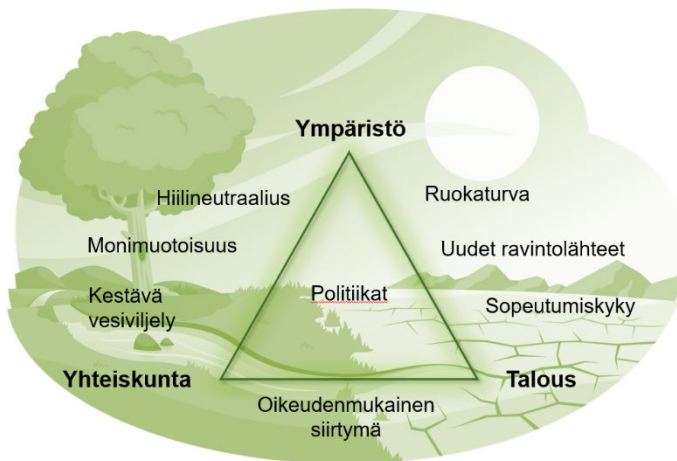 Ympäristö
Hiilineutraalius
Ruokaturva
Monimuotoisuus
Uudet ravintolähteet
Kestävä
vesiviljely
Politiikat
Sopeutumiskyky
Yhteiskunta
Talous
Oikeudenmukainen
siirtymä